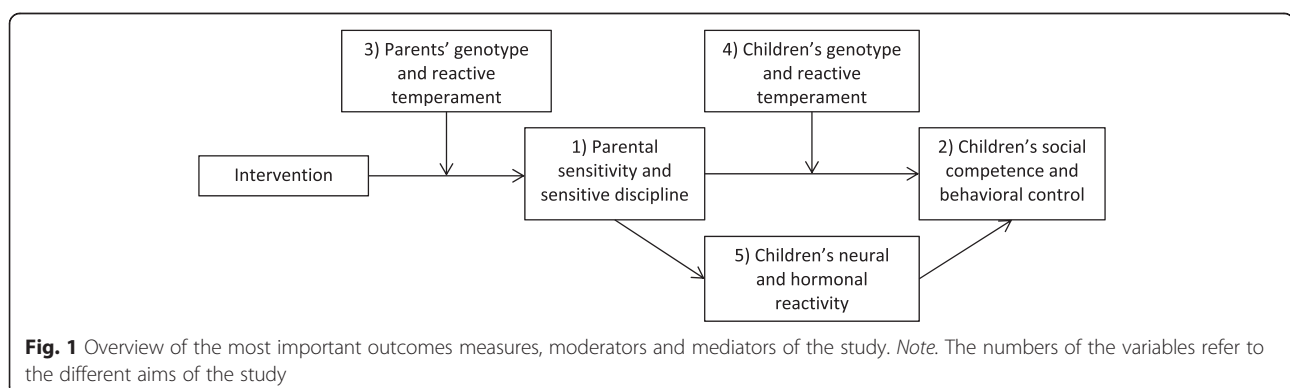 3) Parents' genotype
and reactive
temperament
4) Children's genotype
and reactive
temperament
Intervention
1) Parental
sensitivity and
sensitive discipline
2) Children's social
competence and
behavioral control
5) Children's neural
and hormonal
reactivity
Fig. 1 Overview of the most important outcomes measures, moderators and mediators of the study. Note. The numbers of the variables refer to
the different aims of the study